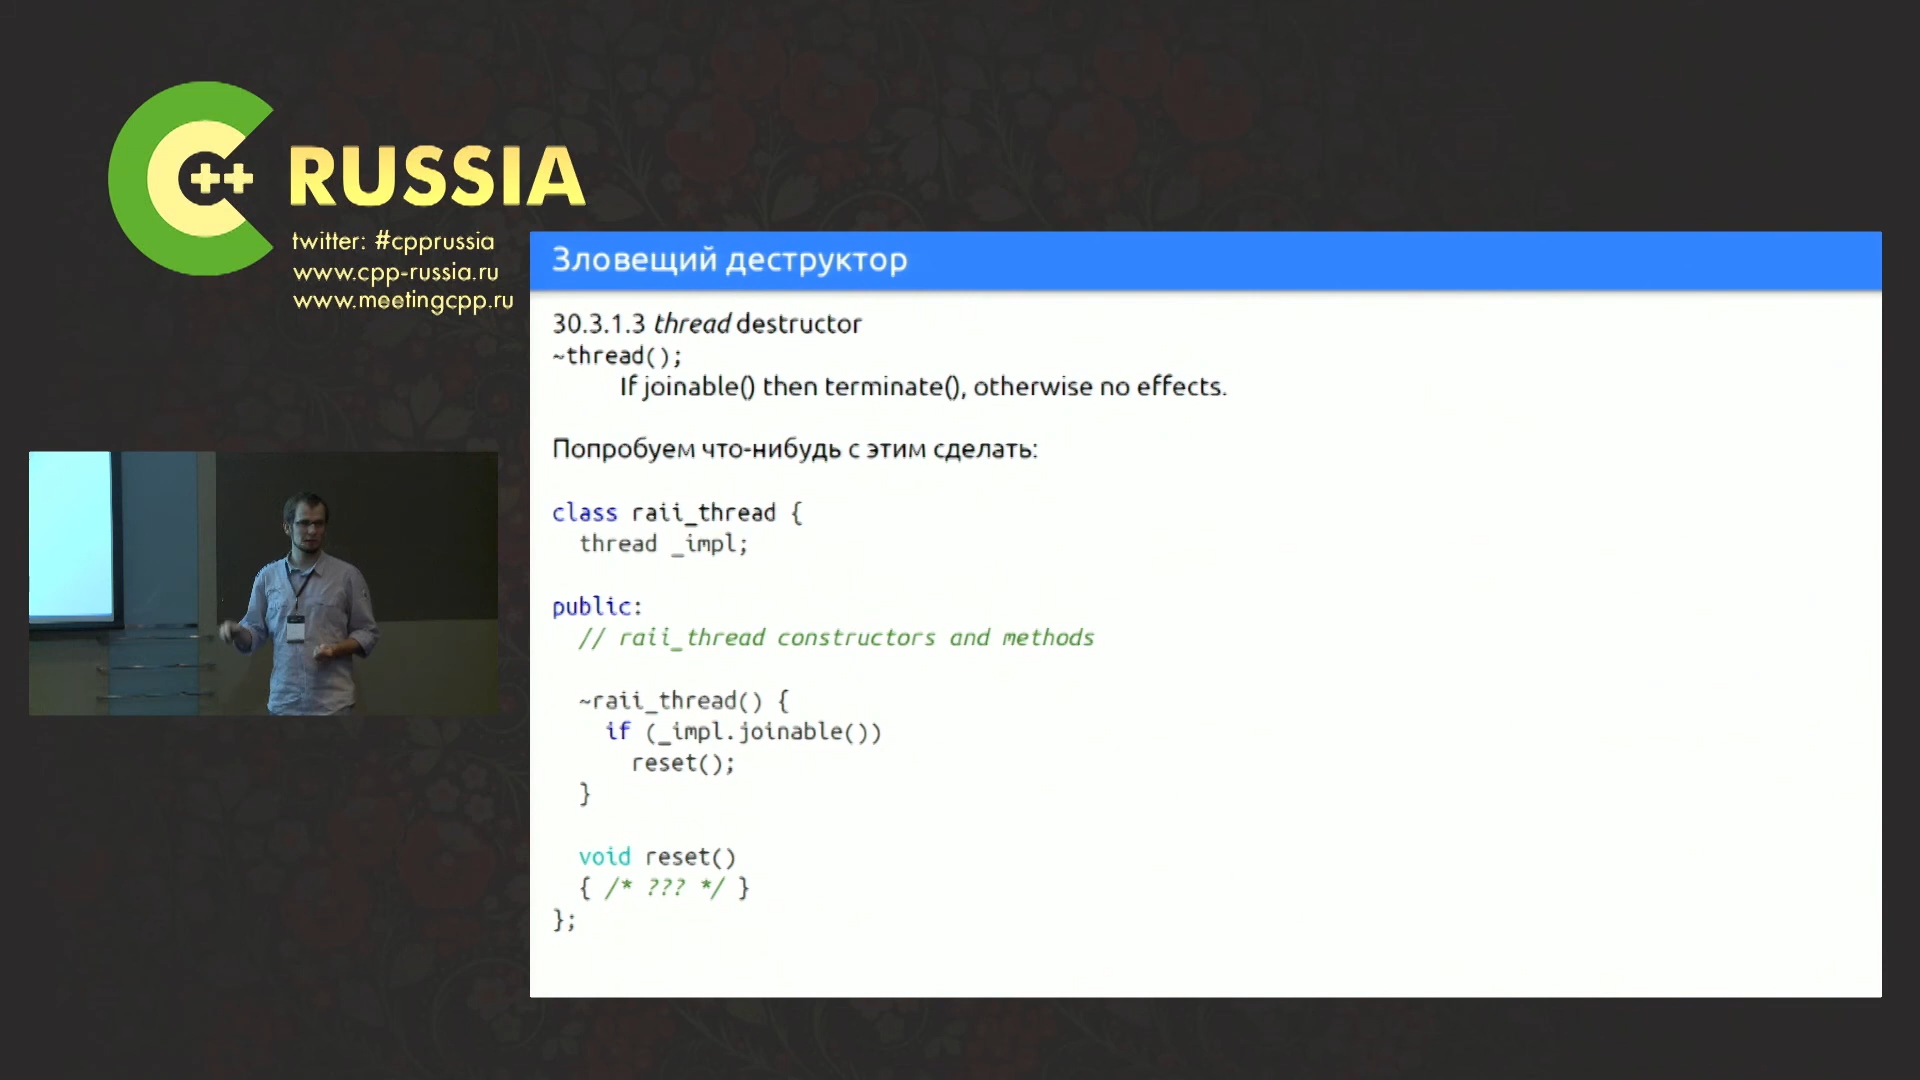 C++ RUSSIA
twitter: #cpprussia
www.cpp-russia.ru
www.meetingcpp.ru
Зловещий деструктор
30.3.1.3 thread destructor
~thread();
If joinable() then terminate(), otherwise no effects.
Попробуем что-нибудь с этим сделать:
class raii_thread {
thread _impl;
public:
// raii_thread constructors and methods
~raii_thread() {
if (_impl.joinable())
reset();
}
void reset()
{ /* ??? */ }
};